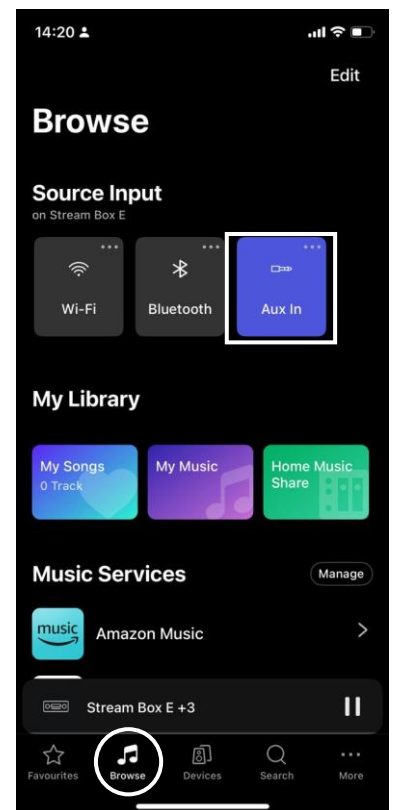 14:20
Edit
Browse
Source Input
on Stream Box E
Wi-Fi
Bluetooth
Aux In
My Library
My Songs
0 Track
My Music
Home Music
Share
Music Services
Manage
music
Amazon Music
Stream Box E +3
Favourites
Browse
Devices
Search
More